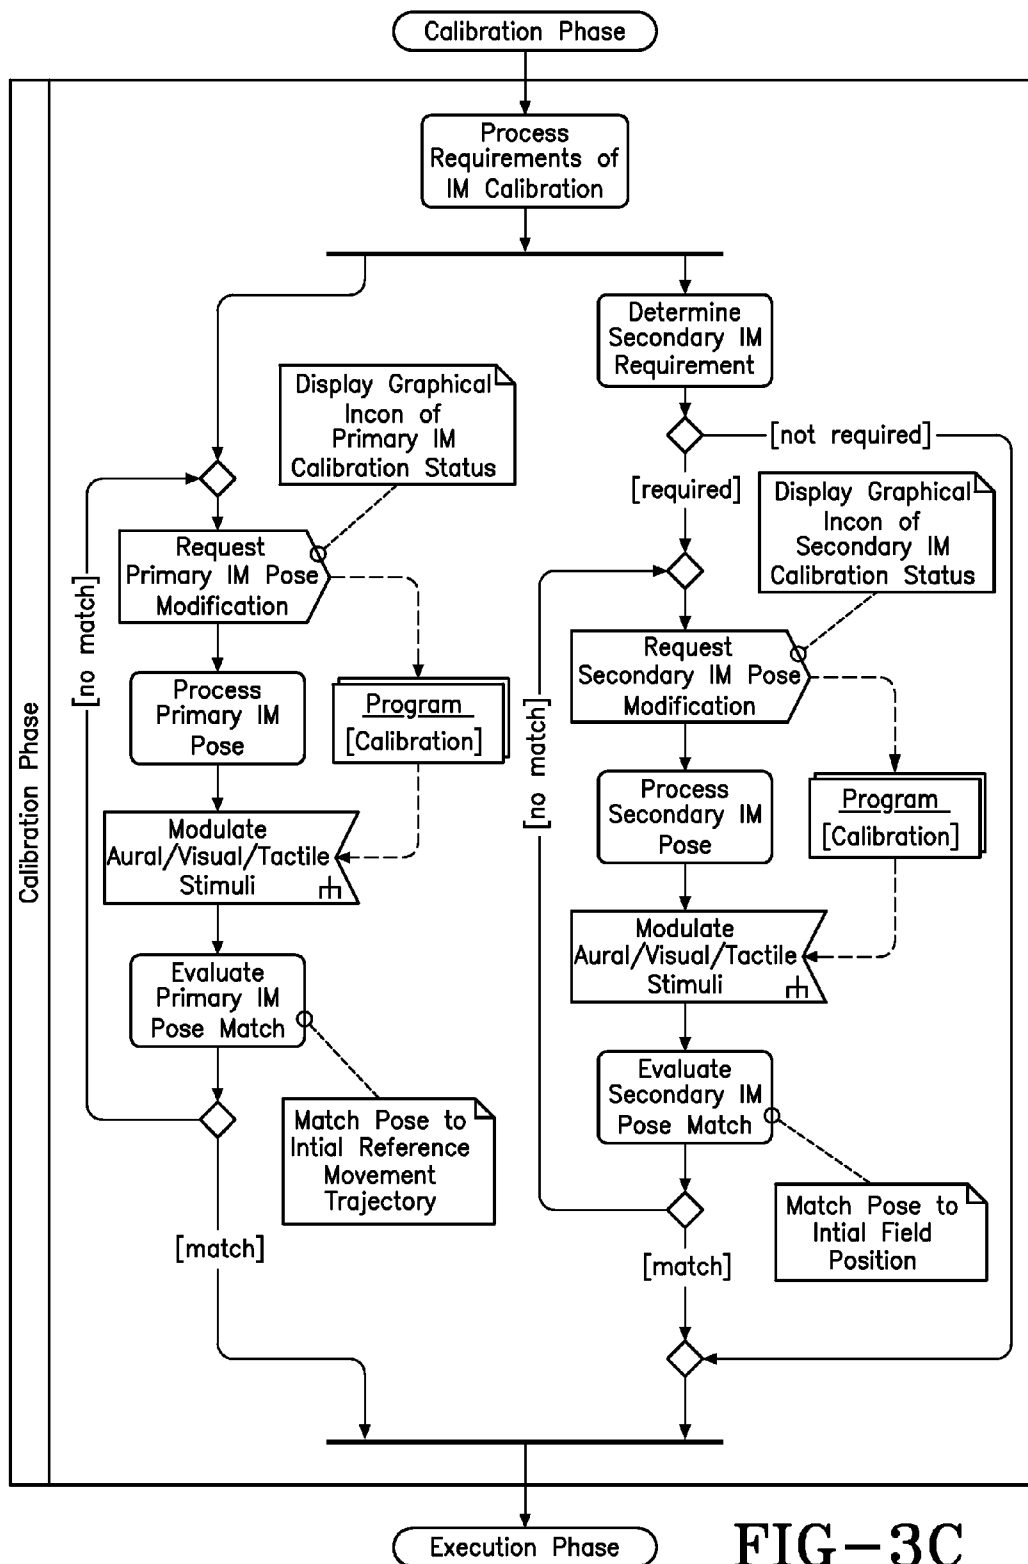 Calibration Phase
Process
Requirements of
IM Calibration
Determine
Secondary IM
Requirement
Display Graphical
Incon of
Primary IM
Calibration Status
[not required]
[required]
Display Graphical
Incon of
Secondary IM
Calibration Status
Request
Primary IM Pose
Modification
[no match]
Process
Primary IM
Pose
Program
[Calibration]
Request
Secondary IM Pose
Modification
[no match]
Calibration Phase
Modulate
Aural/Visual/Tactile
Stimuli
Process
Secondary IM
Pose
Program
[Calibration]
Evaluate
Primary IM
Pose Match
Modulate
Aural/Visual/Tactile
Stimuli
Match Pose to
Intial Reference
Movement
Trajectory
Evaluate
Secondary IM
Pose Match
[match]
Match Pose to
Intial Field
Position
[match]
Execution Phase
FIG-3C